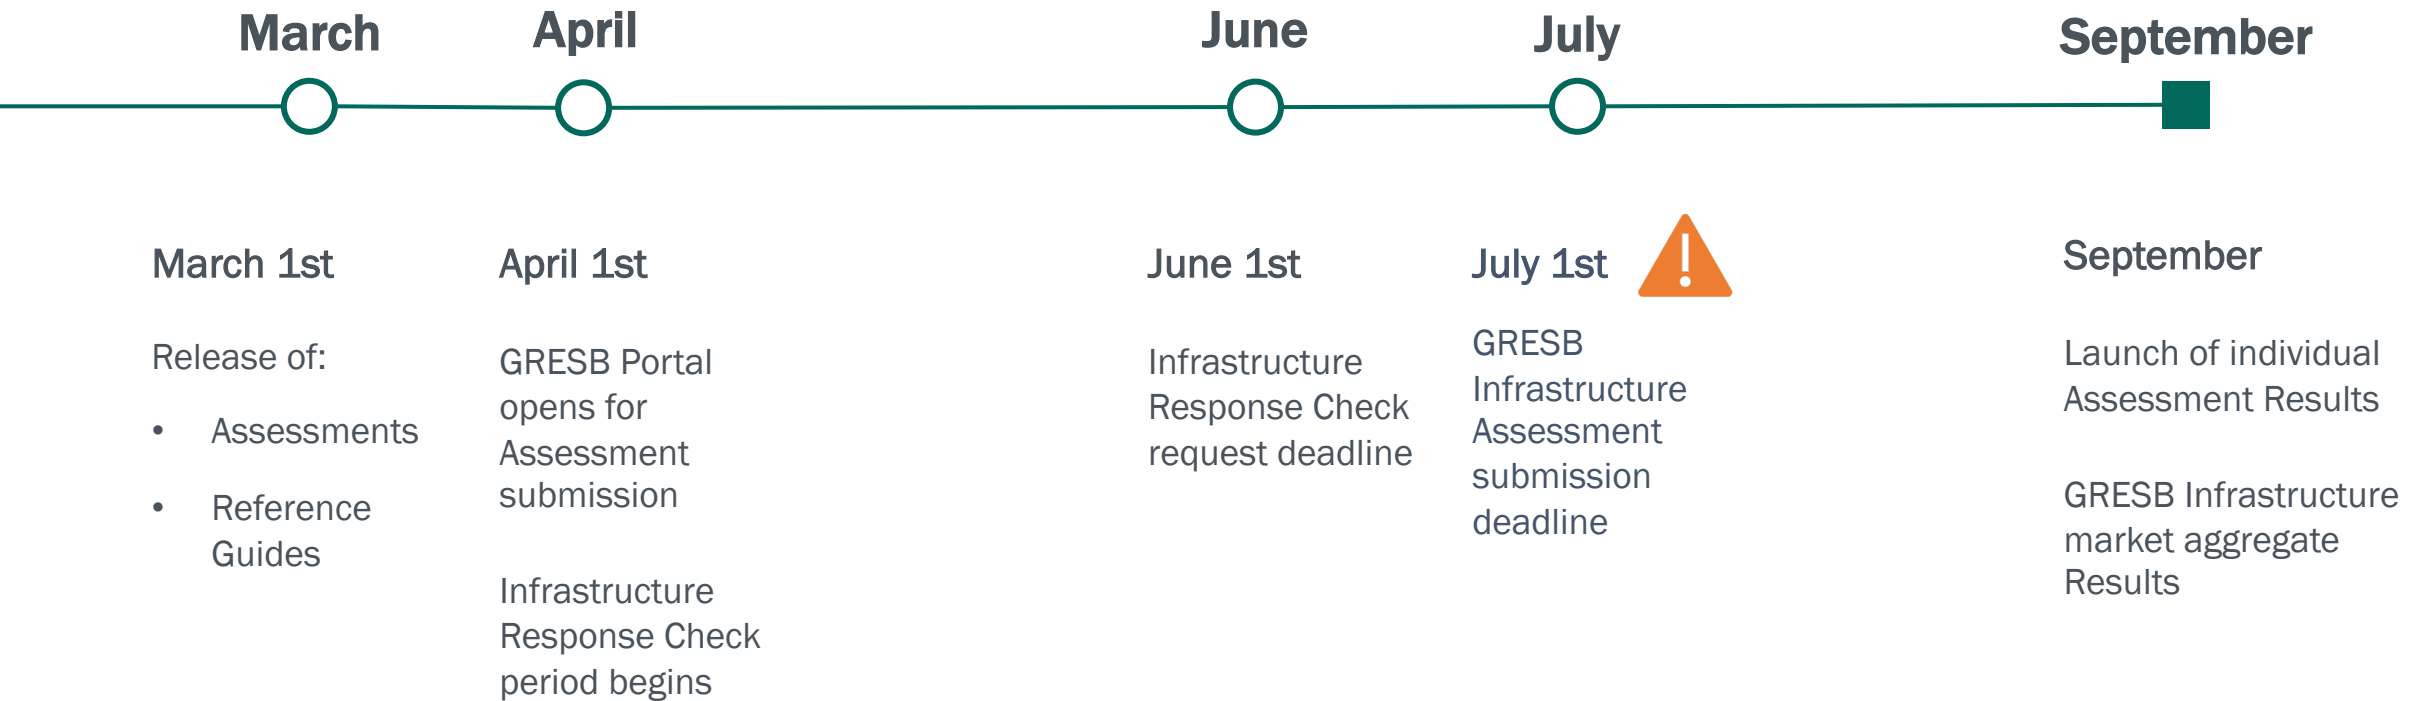 March
April
June
July
September
March 1st
Release of:
• Assessments
• Reference
Guides
April 1st
GRESB Portal
opens for
Assessment
submission
Infrastructure
Response Check
period begins
June 1st
Infrastructure
Response Check
request deadline
July 1st
GRESB
Infrastructure
Assessment
submission
deadline
September
Launch of individual
Assessment Results
GRESB Infrastructure
market aggregate
Results